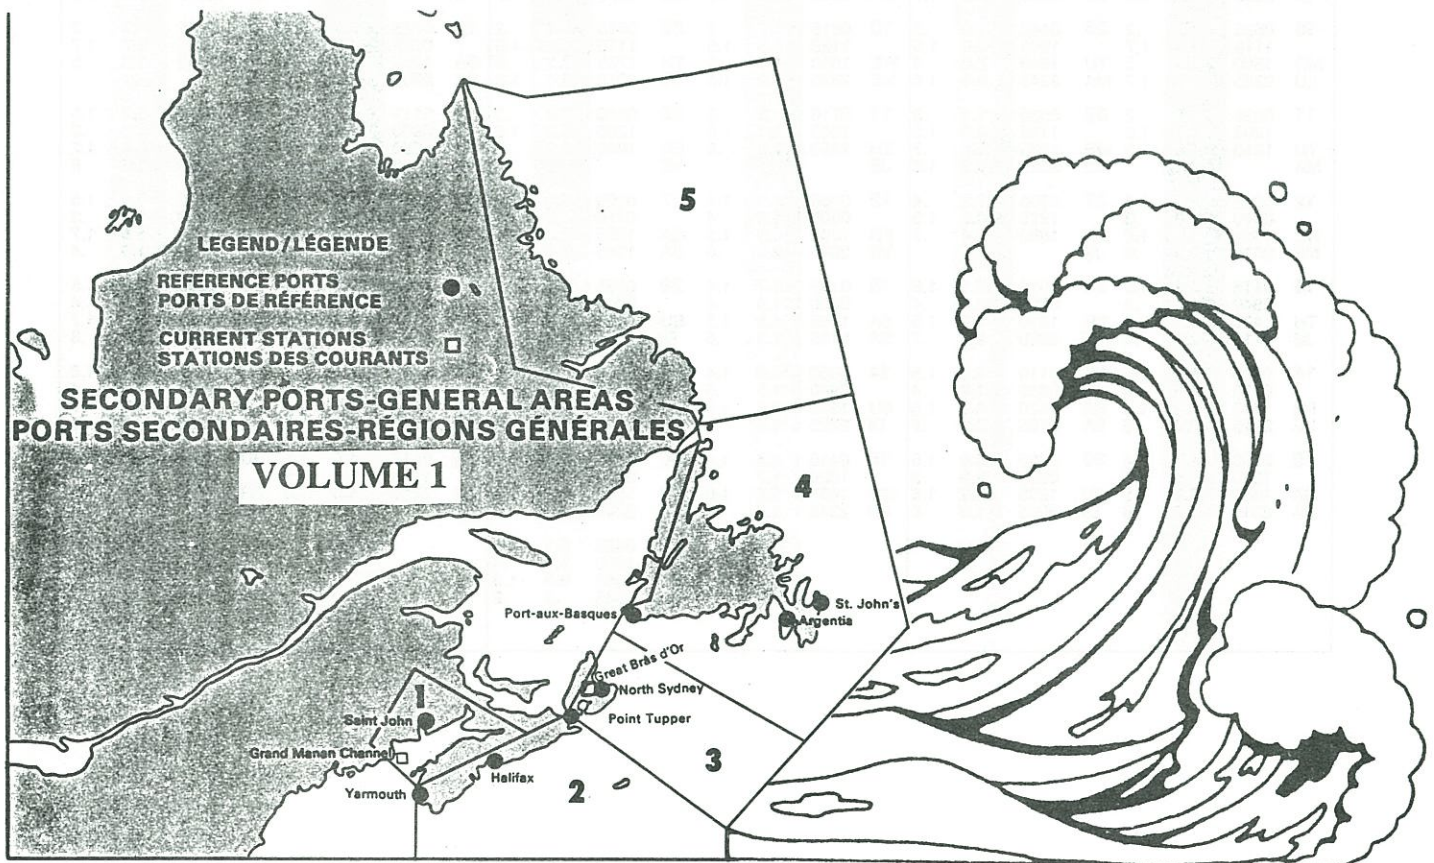 5
LEGEND/LÉGENDE
REFERENCE PORTS
PORTS DE RÉFÉRENCE
CURRENT STATIONS
STATIONS DES COURANTS
SECONDARY PORTS-GENERAL AREAS
PORTS SECONDAIRES-RÉGIONS GÉNÉRALES
VOLUME 1
4
Port-aux-Basques
St. John's
Argentia
Great Brás d'Or
North Sydney
1
Saint John
Point Tupper
Grand Manan Channel
3
Halifax
2
Yarmouth